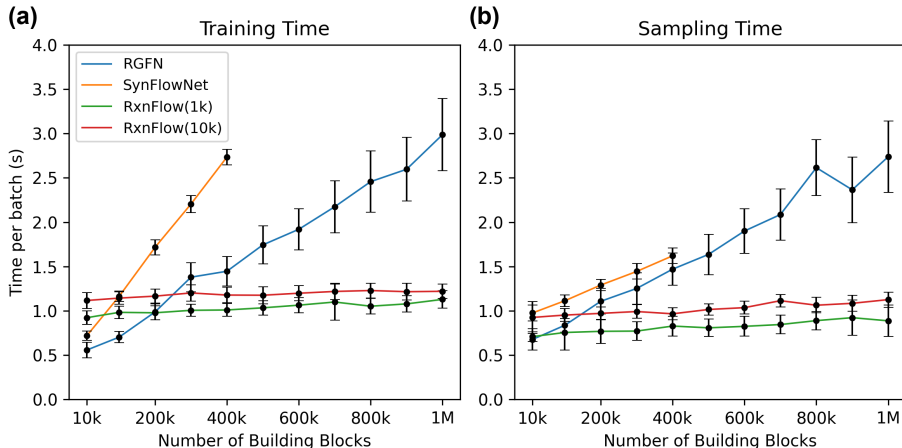 (a)
Training Time
4.0
3.5
3.0
2.5
2.0
1.5
1.0
0.5
0.0
Time per batch (s)
RGFN
SynFlowNet
RxnFlow(1k)
RxnFlow(10k)
10k 200k 400k 600k 800k 1M
Number of Building Blocks
(b)
Sampling Time
4.0
3.5
3.0
2.5
2.0
1.5
1.0
0.5
0.0
10k 200k 400k 600k 800k 1M
Number of Building Blocks